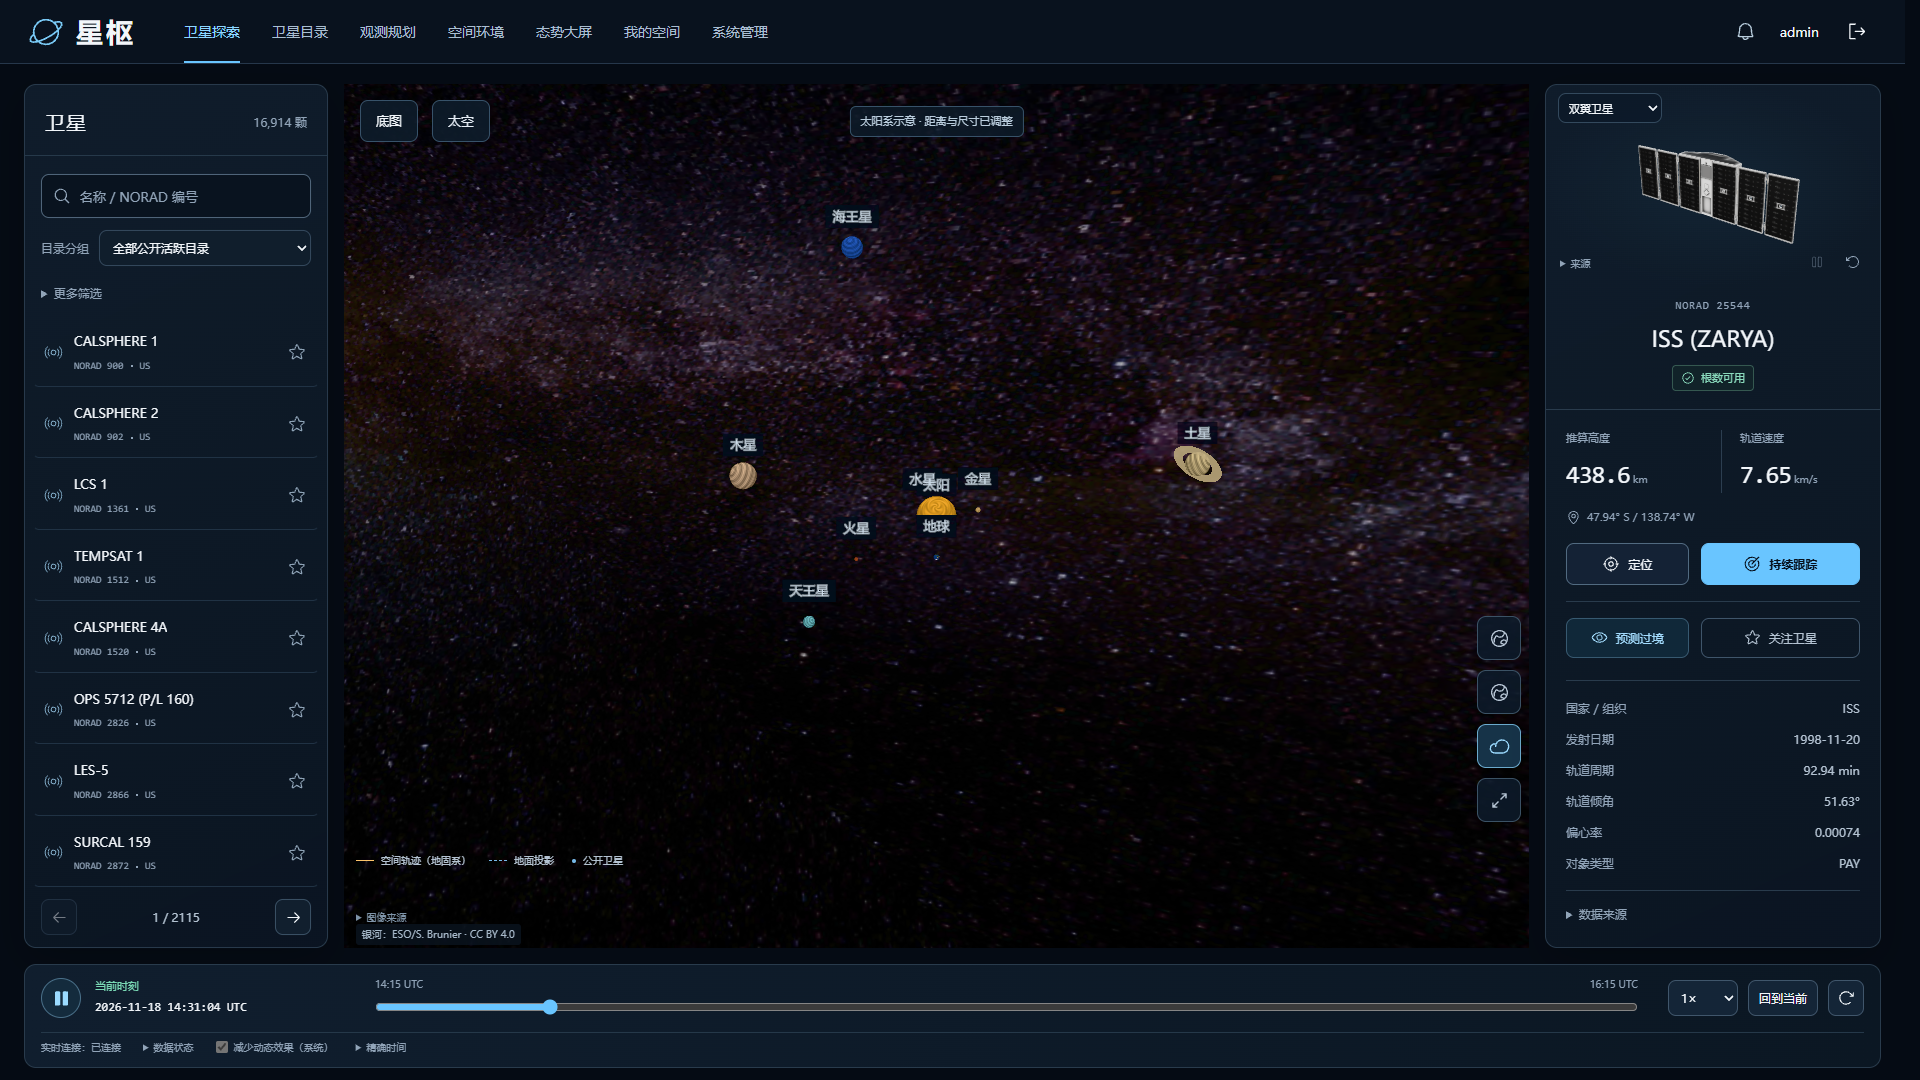 星枢
卫星探索
卫星目录
观测规划
空间环境
态势大屏
我的空间
系统管理
admin
卫星
16,914 颗
名称 / NORAD 编号
目录分组
全部公开活跃目录
更多筛选
CALSPHERE 1
NORAD 900 • US
CALSPHERE 2
NORAD 902 • US
LCS 1
NORAD 1361 • US
TEMPSAT 1
NORAD 1512 • US
CALSPHERE 4A
NORAD 1520 • US
OPS 5712 (P/L 160)
NORAD 2826 • US
LES-5
NORAD 2866 • US
SURCAL 159
NORAD 2872 • US
1 / 2115
底图
太空
太阳系示意 · 距离与尺寸已调整
海王星
木星
土星
水星
太阳
金星
火星
地球
天王星
空间轨迹（地固系）
地面投影
公开卫星
图像来源
银河：ESO/S. Brunier · CC BY 4.0
双翼卫星
来源
NORAD 25544
ISS (ZARYA)
根数可用
推算高度
438.6 km
轨道速度
7.65 km/s
47.94° S / 138.74° W
定位
持续跟踪
预测过境
关注卫星
国家 / 组织
ISS
发射日期
1998-11-20
轨道周期
92.94 min
轨道倾角
51.63°
偏心率
0.00074
对象类型
PAY
数据来源
当前时刻
2026-11-18 14:31:04 UTC
14:15 UTC
16:15 UTC
1×
回到当前
实时连接：已连接
数据状态
减少动态效果（系统）
精确时间